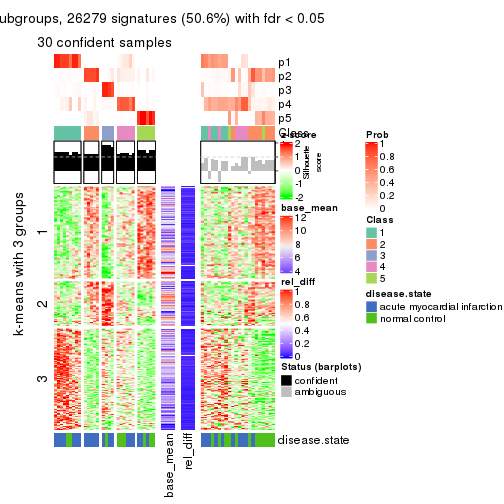 ubgroups, 26279 signatures (50.6%) with fdr < 0.05
30 confident samples
p1
p2
p3
p4
p5
Class
z-score
2
1
0
-1
-2
Silhouette
score
k-means with 3 groups
1
2
3
base_mean
12
10
8
6
4
rel_diff
1
0.8
0.6
0.4
0.2
0
Status (barplots)
confident
ambiguous
Prob
1
0.8
0.6
0.4
0.2
0
Class
1
2
3
4
5
disease.state
acute myocardial infarction
normal control
disease.state
base_mean
rel_diff